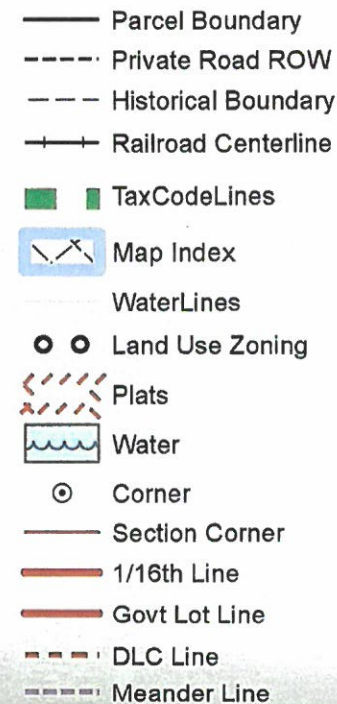 Parcel Boundary
Private Road ROW
Historical Boundary
Railroad Centerline
TaxCodeLines
Map Index
WaterLines
Land Use Zoning
Plats
Water
Corner
Section Corner
1/16th Line
Govt Lot Line
DLC Line
Meander Line